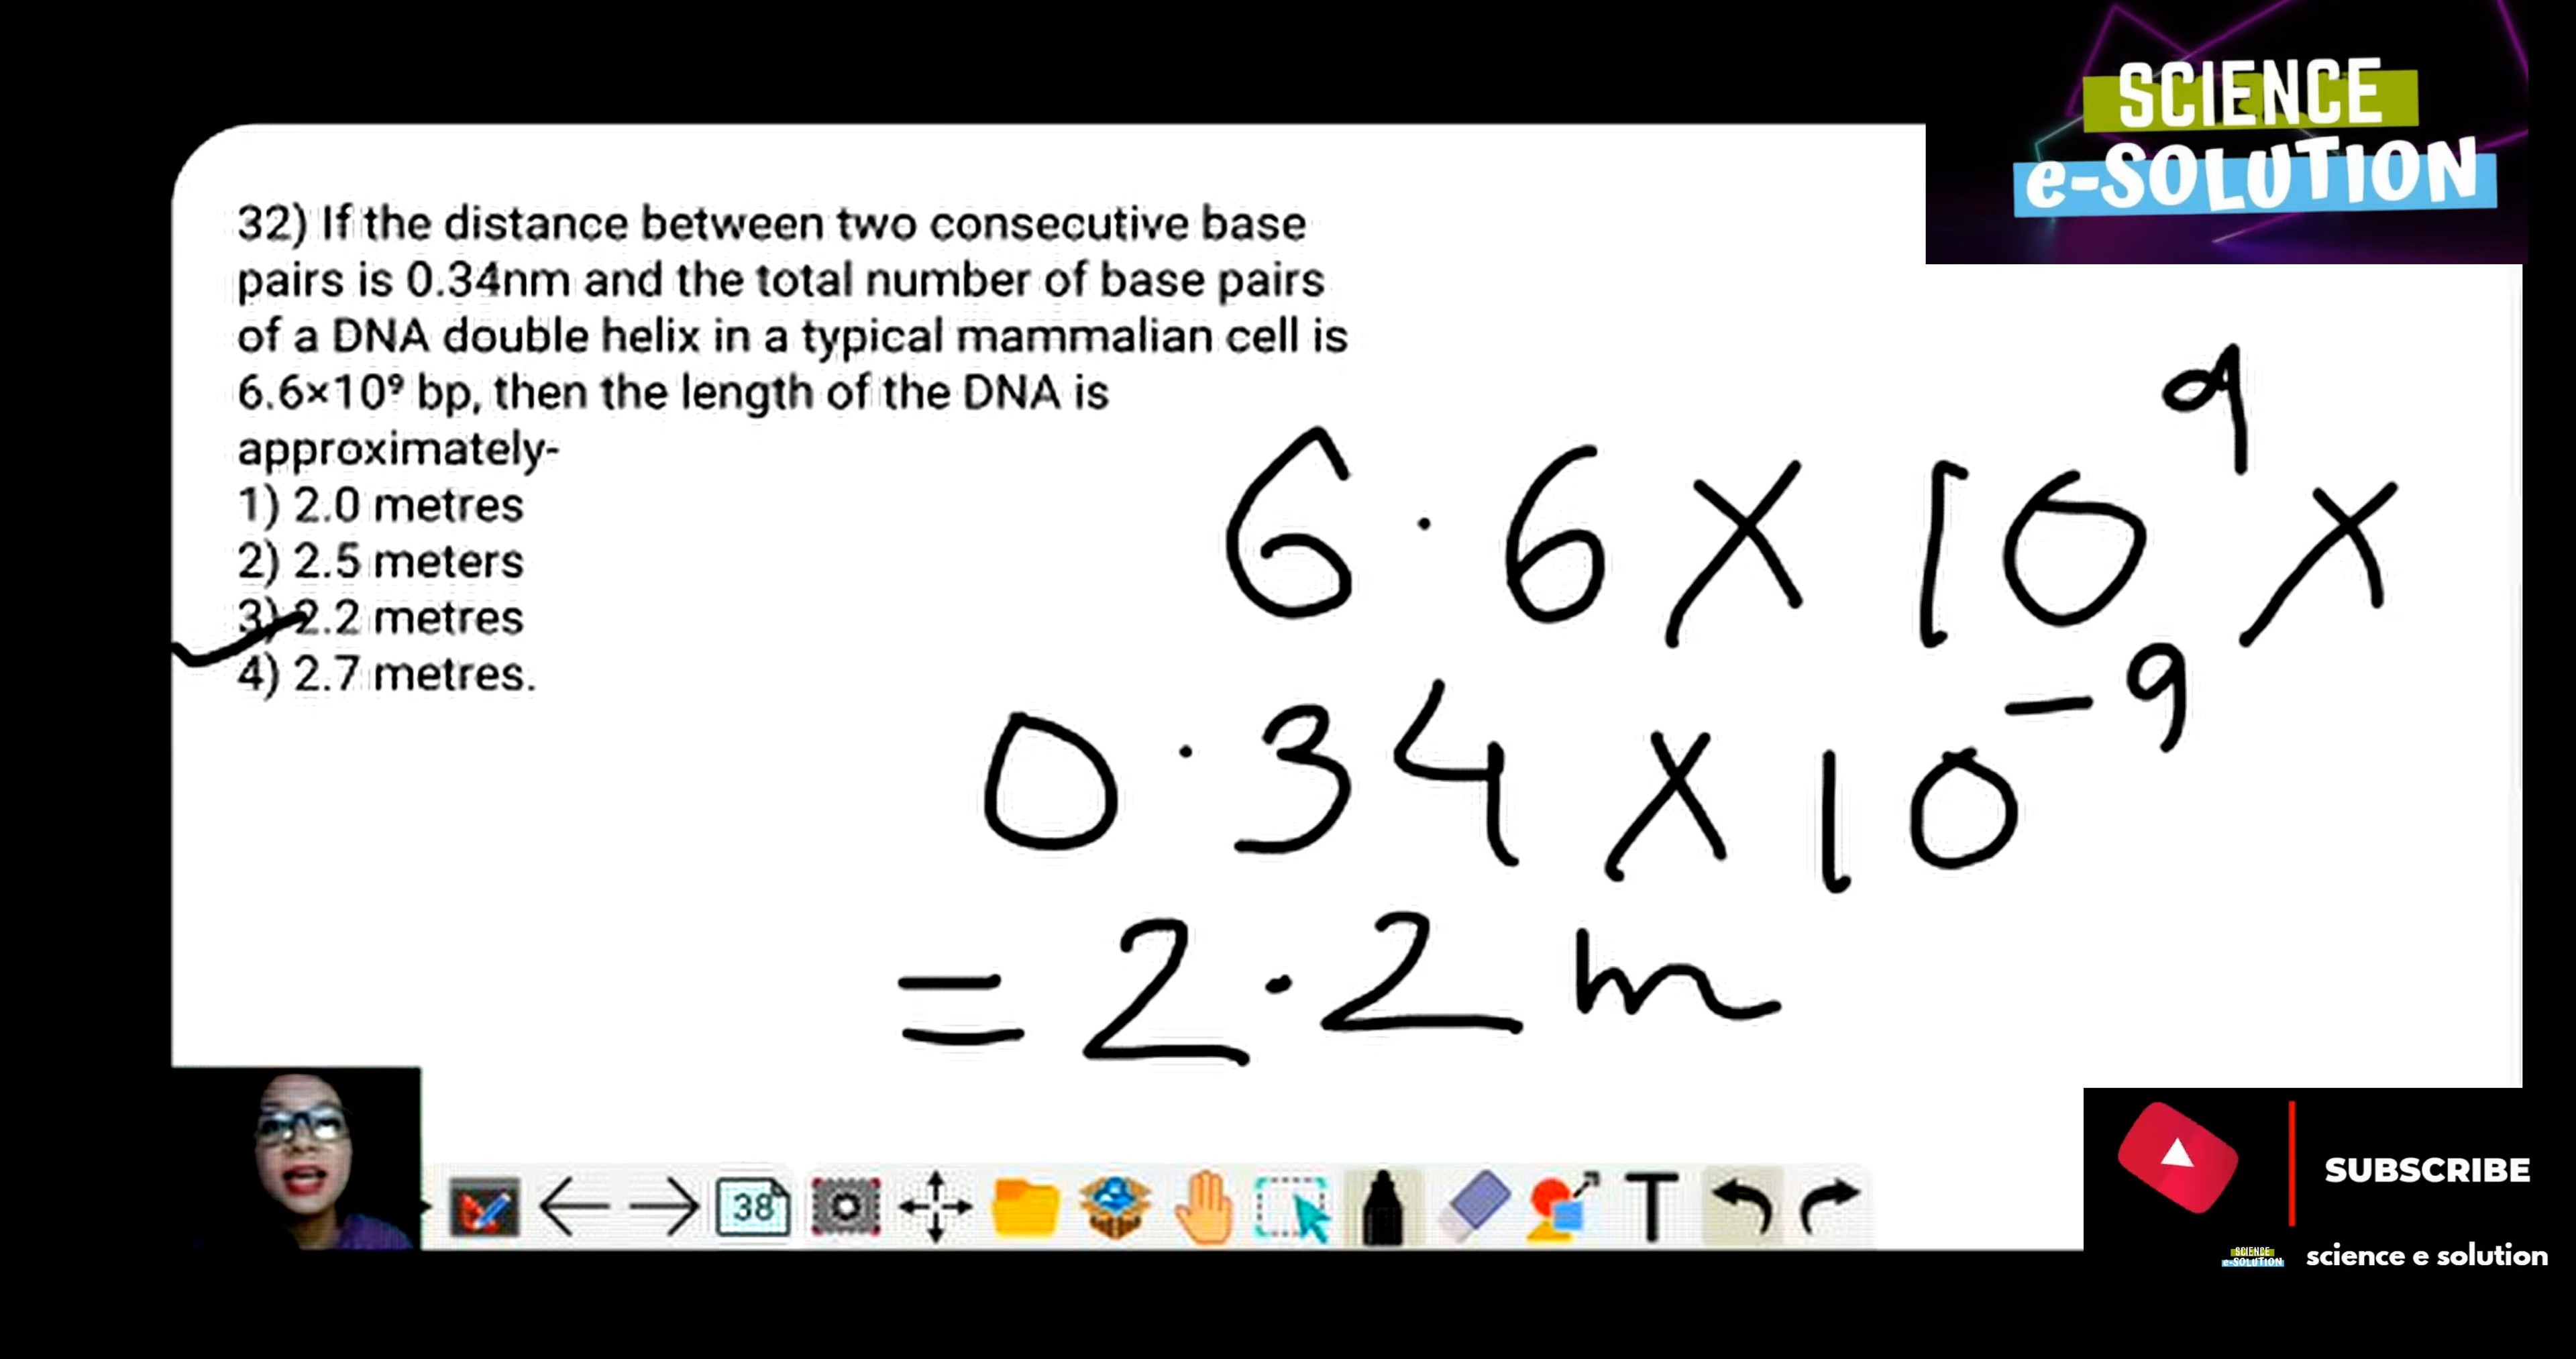 SCIENCE
e-SOLUTION
32) If the distance between two consecutive base
pairs is 0.34nm and the total number of base pairs
of a DNA double helix in a typical mammalian cell is
6.6×10⁹ bp, then the length of the DNA is
approximately-
1) 2.0 metres
2) 2.5 meters
3) 2.2 metres
4) 2.7 metres.
6.6 × 10⁹ ×
0.34 × 10⁻⁹
= 2.2 m
38
T
SUBSCRIBE
SCIENCE
e-SOLUTION
science e solution